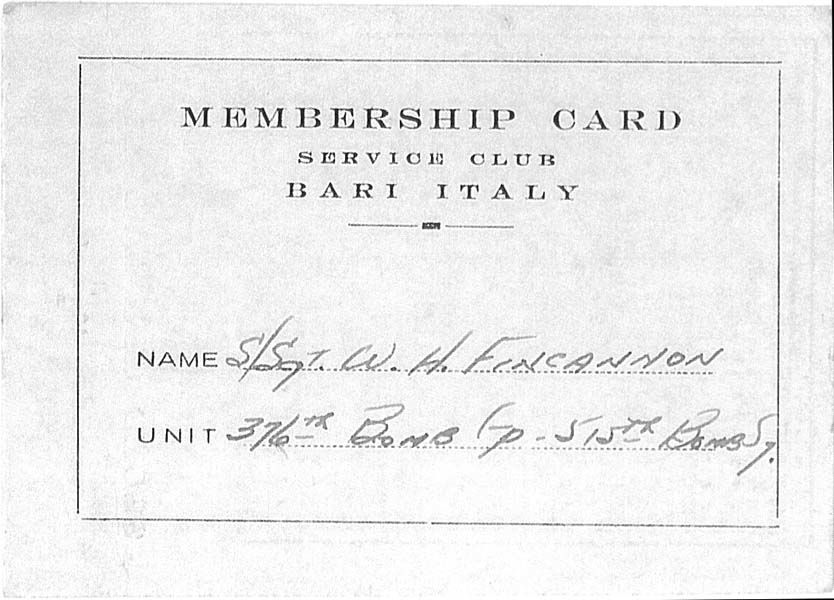 MEMBERSHIP CARD
SERVICE CLUB
BARI ITALY
NAME S/Sgt. W. H. FINCANNON
UNIT 376th BOMB Gp - 515th BOMB Sq.